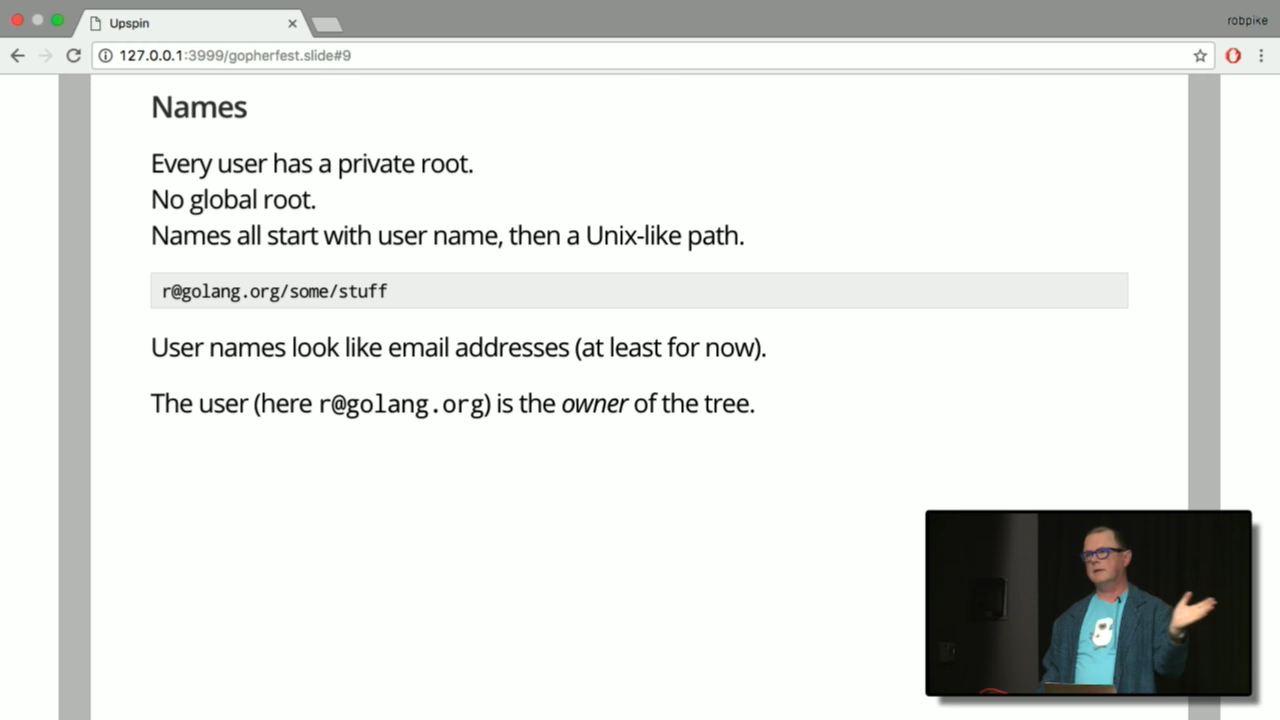 Upspin
robpike
127.0.0.1:3999/gopherfest.slide#9
Names
Every user has a private root.
No global root.
Names all start with user name, then a Unix-like path.
r@golang.org/some/stuff
User names look like email addresses (at least for now).
The user (here r@golang.org) is the owner of the tree.